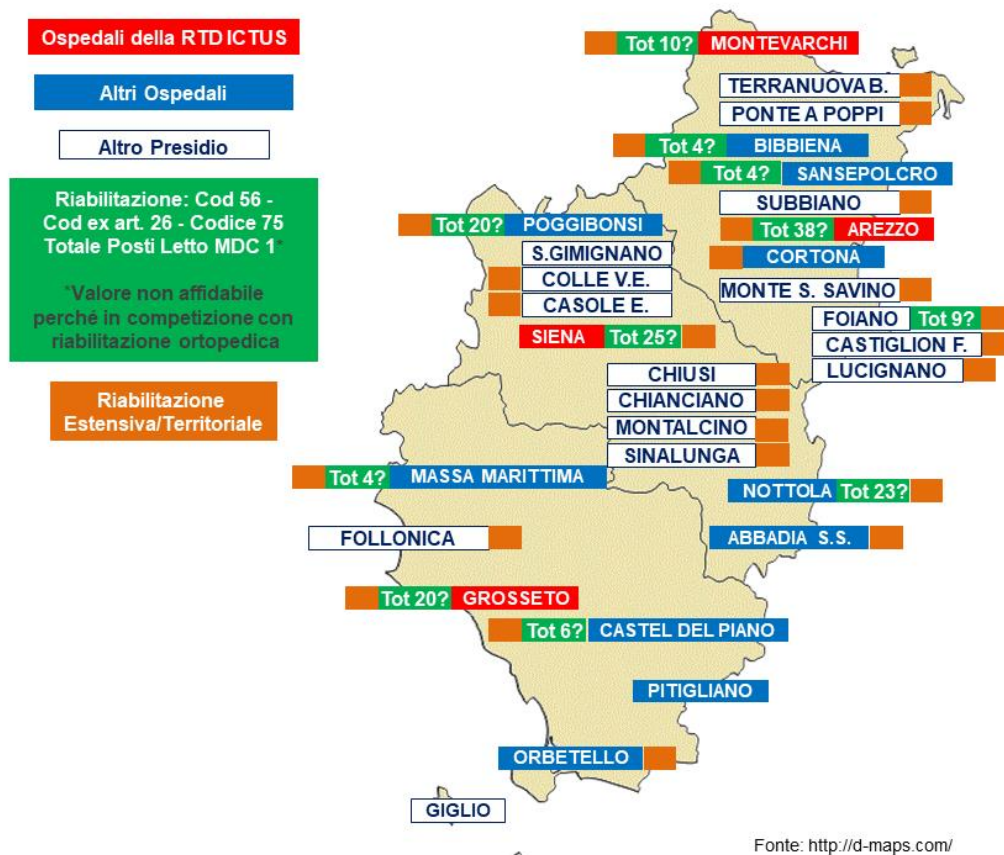 Ospedali della RTD ICTUS
Altri Ospedali
Altro Presidio
Riabilitazione: Cod 56 -
Cod ex art. 26 - Codice 75
Totale Posti Letto MDC 1*
*Valore non affidabile
perché in competizione con
riabilitazione ortopedica
Riabilitazione
Estensiva/Territoriale
Tot 10? MONTEVARCHI
TERRANUOVA B.
PONTE A POPPI
Tot 4? BIBBIENA
Tot 4? SANSEPOLCRO
SUBBIANO
Tot 20? POGGIBONSI
Tot 38? AREZZO
S.GIMIGNANO
CORTONA
COLLE V.E.
MONTE S. SAVINO
CASOLE E.
FOIANO Tot 9?
SIENA Tot 25?
CASTIGLION F.
LUCIGNANO
CHIUSI
CHIANCIANO
MONTALCINO
SINALUNGA
Tot 4? MASSA MARITTIMA
NOTTOLA Tot 23?
FOLLONICA
ABBADIA S.S.
Tot 20? GROSSETO
Tot 6? CASTEL DEL PIANO
PITIGLIANO
ORBETELLO
GIGLIO
Fonte: http://d-maps.com/